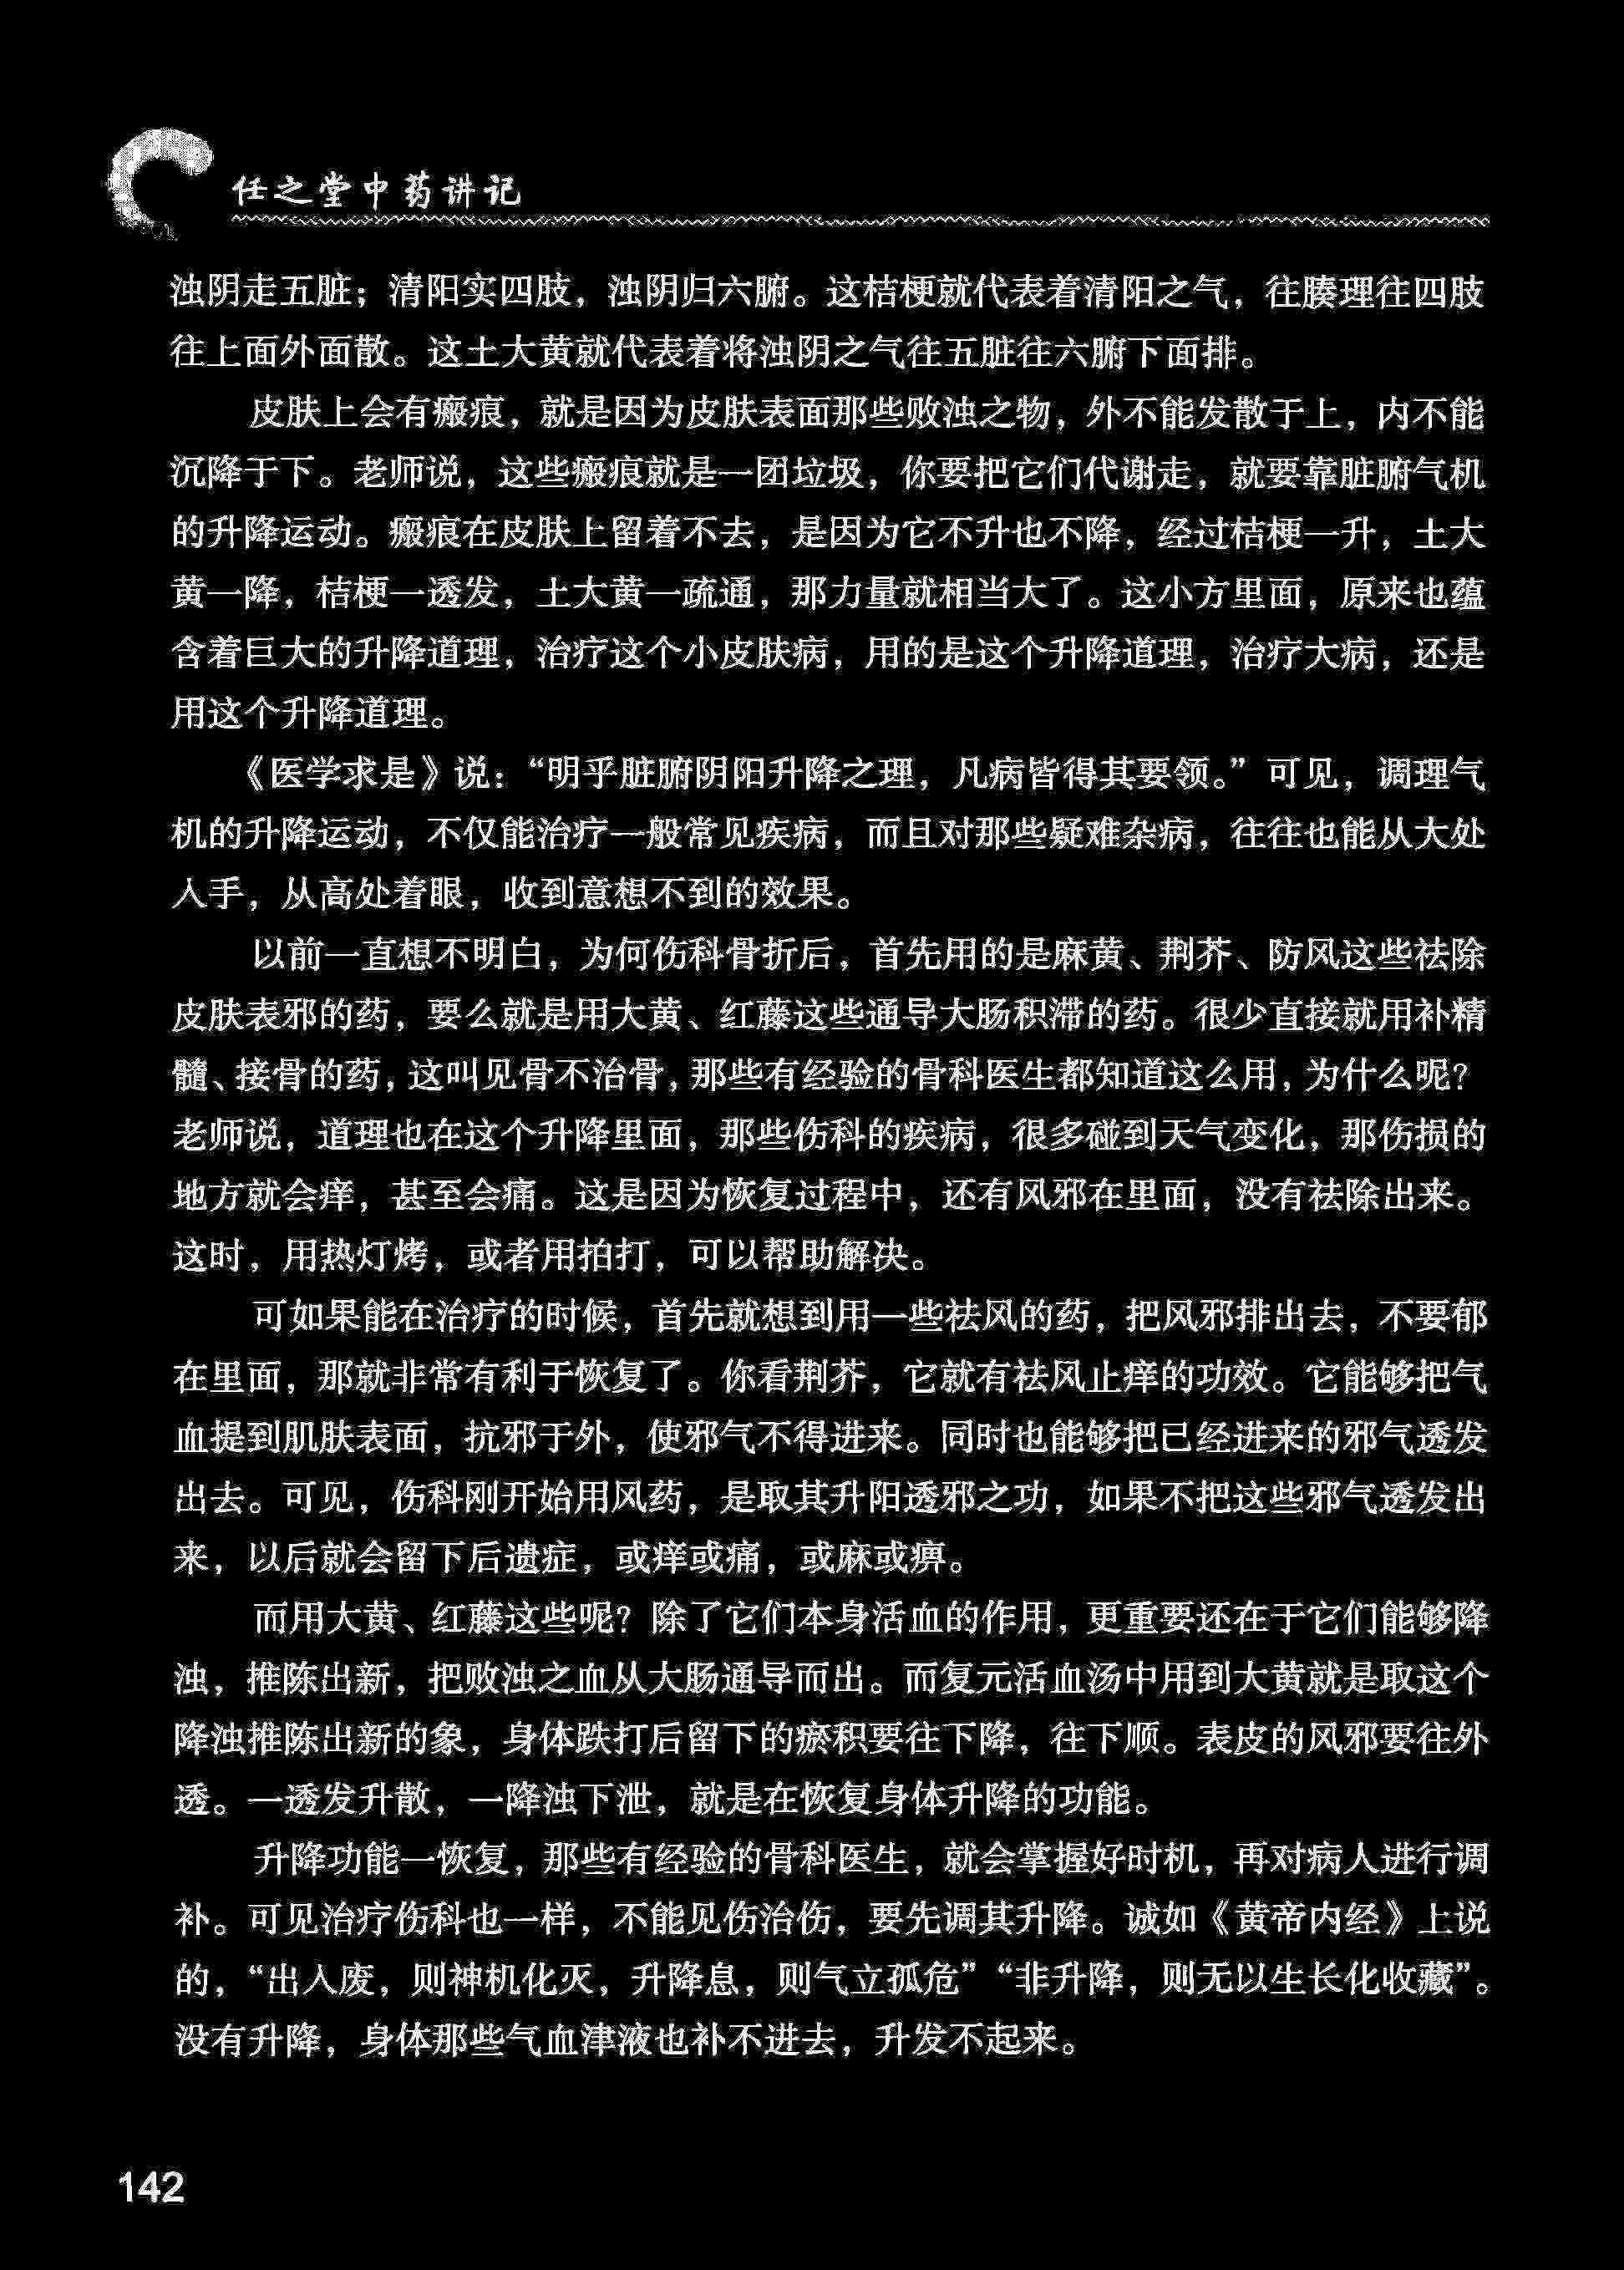 任之堂中药讲记
浊阴走五脏；清阳实四肢，浊阴归六腑。这桔梗就代表着清阳之气，往腠理往四肢
往上面外面散。这土大黄就代表着将浊阴之气往五脏往六腑下面排。
皮肤上会有瘢痕，就是因为皮肤表面那些败浊之物，外不能发散于上，内不能
沉降于下。老师说，这些瘢痕就是一团垃圾，你要把它们代谢走，就要靠脏腑气机
的升降运动。瘢痕在皮肤上留着不去，是因为它不升也不降，经过桔梗一升，土大
黄一降，桔梗一透发，土大黄一疏通，那力量就相当大了。这小方里面，原来也蕴
含着巨大的升降道理，治疗这个小皮肤病，用的是这个升降道理，治疗大病，还是
用这个升降道理。
《医学求是》说：“明乎脏腑阴阳升降之理，凡病皆得其要领。”可见，调理气
机的升降运动，不仅能治疗一般常见疾病，而且对那些疑难杂病，往往也能从大处
入手，从高处着眼，收到意想不到的效果。
以前一直想不明白，为何伤科骨折后，首先用的是麻黄、荆芥、防风这些祛除
皮肤表邪的药，要么就是用大黄、红藤这些通导大肠积滞的药。很少直接就用补精
髓、接骨的药，这叫见骨不治骨，那些有经验的骨科医生都知道这么用，为什么呢？
老师说，道理也在这个升降里面，那些伤科的疾病，很多碰到天气变化，那伤损的
地方就会痒，甚至会痛。这是因为恢复过程中，还有风邪在里面，没有祛除出来。
这时，用热灯烤，或者用拍打，可以帮助解决。
可如果能在治疗的时候，首先就想到用一些祛风的药，把风邪排出去，不要郁
在里面，那就非常有利于恢复了。你看荆芥，它就有祛风止痒的功效。它能够把气
血提到肌肤表面，抗邪于外，使邪气不得进来。同时也能够把已经进来的邪气透发
出去。可见，伤科刚开始用风药，是取其升阳透邪之功，如果不把这些邪气透发出
来，以后就会留下后遗症，或痒或痛，或麻或痹。
而用大黄、红藤这些呢？除了它们本身活血的作用，更重要还在于它们能够降
浊，推陈出新，把败浊之血从大肠通导而出。而复元活血汤中用到大黄就是取这个
降浊推陈出新的象，身体跌打后留下的瘀积要往下降，往下顺。表皮的风邪要往外
透。一透发升散，一降浊下泄，就是在恢复身体升降的功能。
升降功能一恢复，那些有经验的骨科医生，就会掌握好时机，再对病人进行调
补。可见治疗伤科也一样，不能见伤治伤，要先调其升降。诚如《黄帝内经》上说
的，“出入废，则神机化灭，升降息，则气立孤危”“非升降，则无以生长化收藏”。
没有升降，身体那些气血津液也补不进去，升发不起来。
142